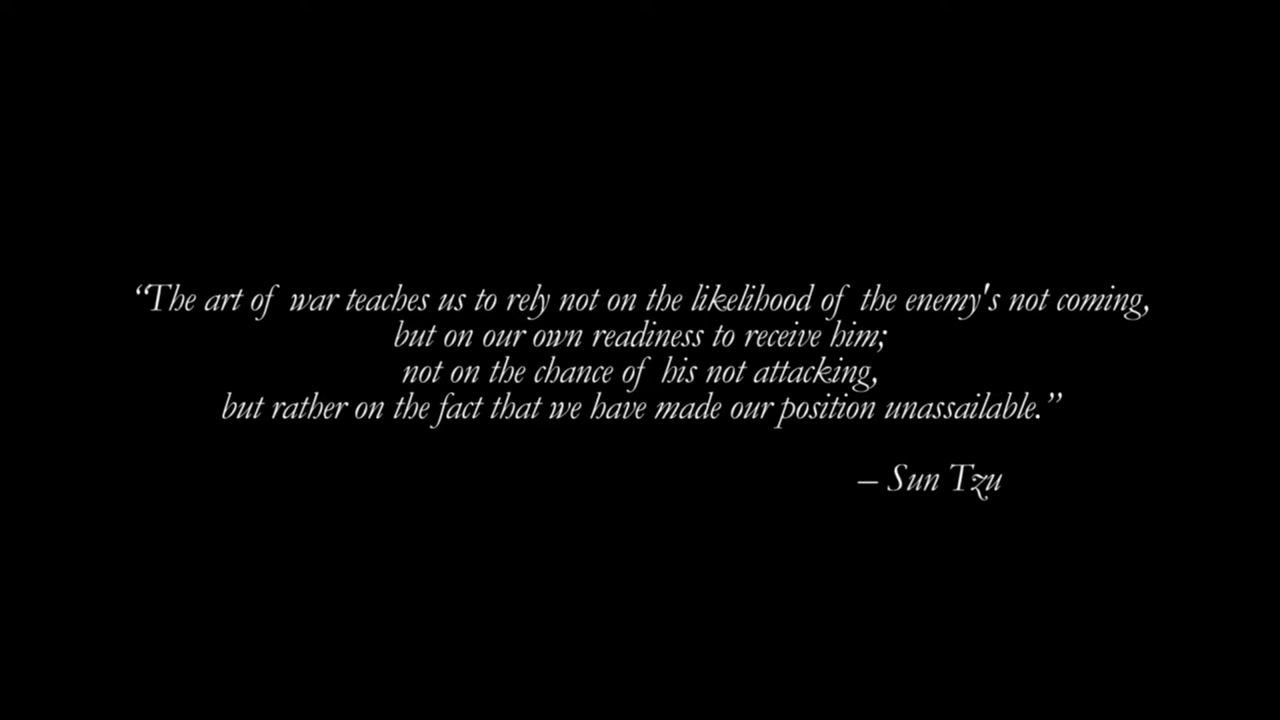 “The art of war teaches us to rely not on the likelihood of the enemy's not coming,
but on our own readiness to receive him;
not on the chance of his not attacking,
but rather on the fact that we have made our position unassailable.”
– Sun Tzu